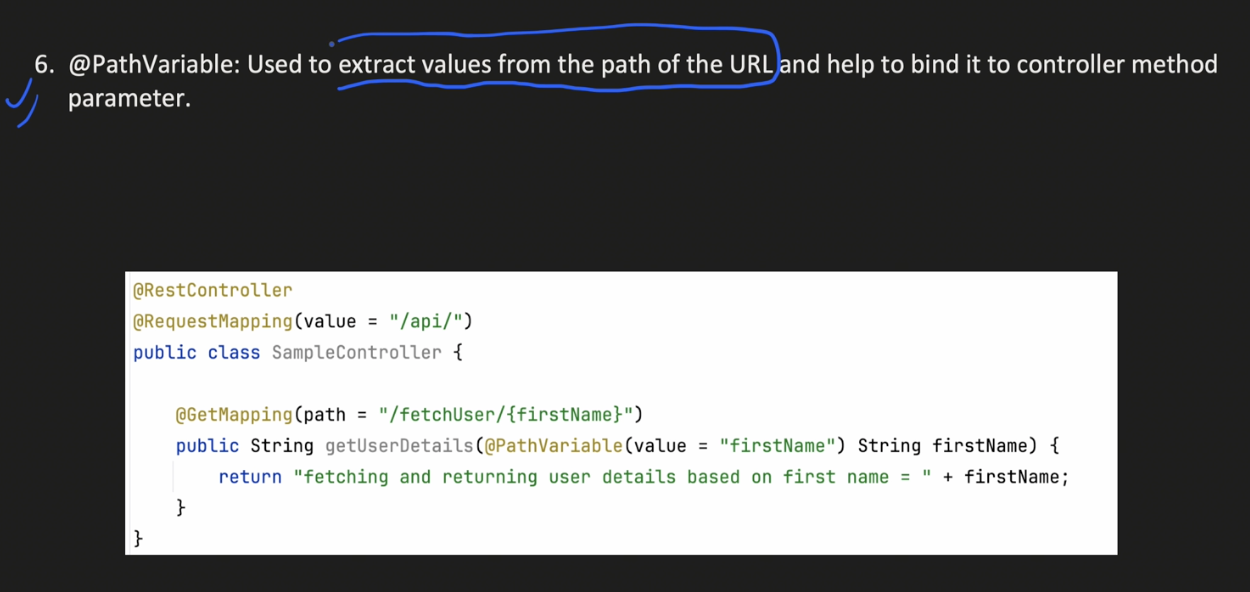 6. @PathVariable: Used to extract values from the path of the URL and help to bind it to controller method
parameter.
@RestController
@RequestMapping(value = "/api/")
public class SampleController {
@GetMapping(path = "/fetchUser/{firstName}")
public String getUserDetails(@PathVariable(value = "firstName") String firstName) {
return "fetching and returning user details based on first name = " + firstName;
}
}